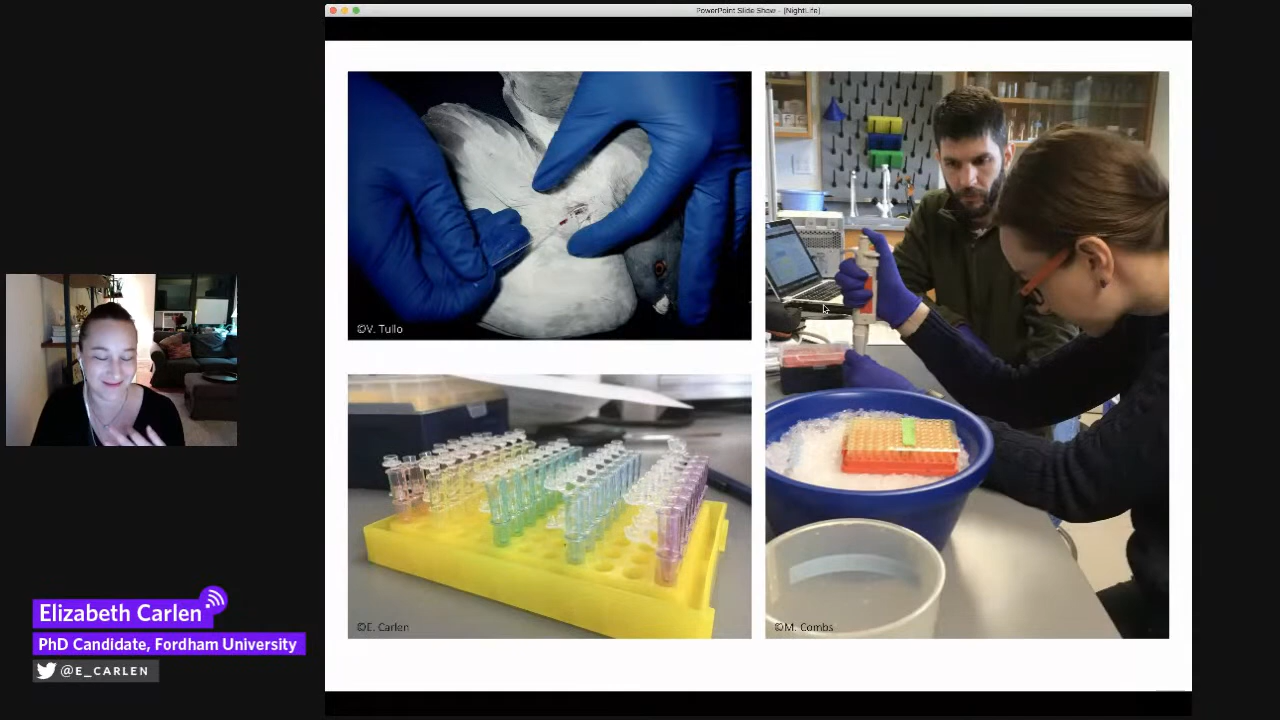 PowerPoint Slide Show - [NightLife]
©V. Tullo
©E. Carlen
©M. Combs
Elizabeth Carlen
PhD Candidate, Fordham University
@E_CARLEN